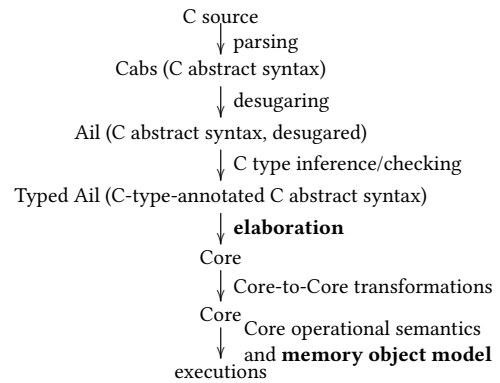 C source
parsing
Cabs (C abstract syntax)
desugaring
Ail (C abstract syntax, desugared)
C type inference/checking
Typed Ail (C-type-annotated C abstract syntax)
elaboration
Core
Core-to-Core transformations
Core
Core operational semantics
and memory object model
executions